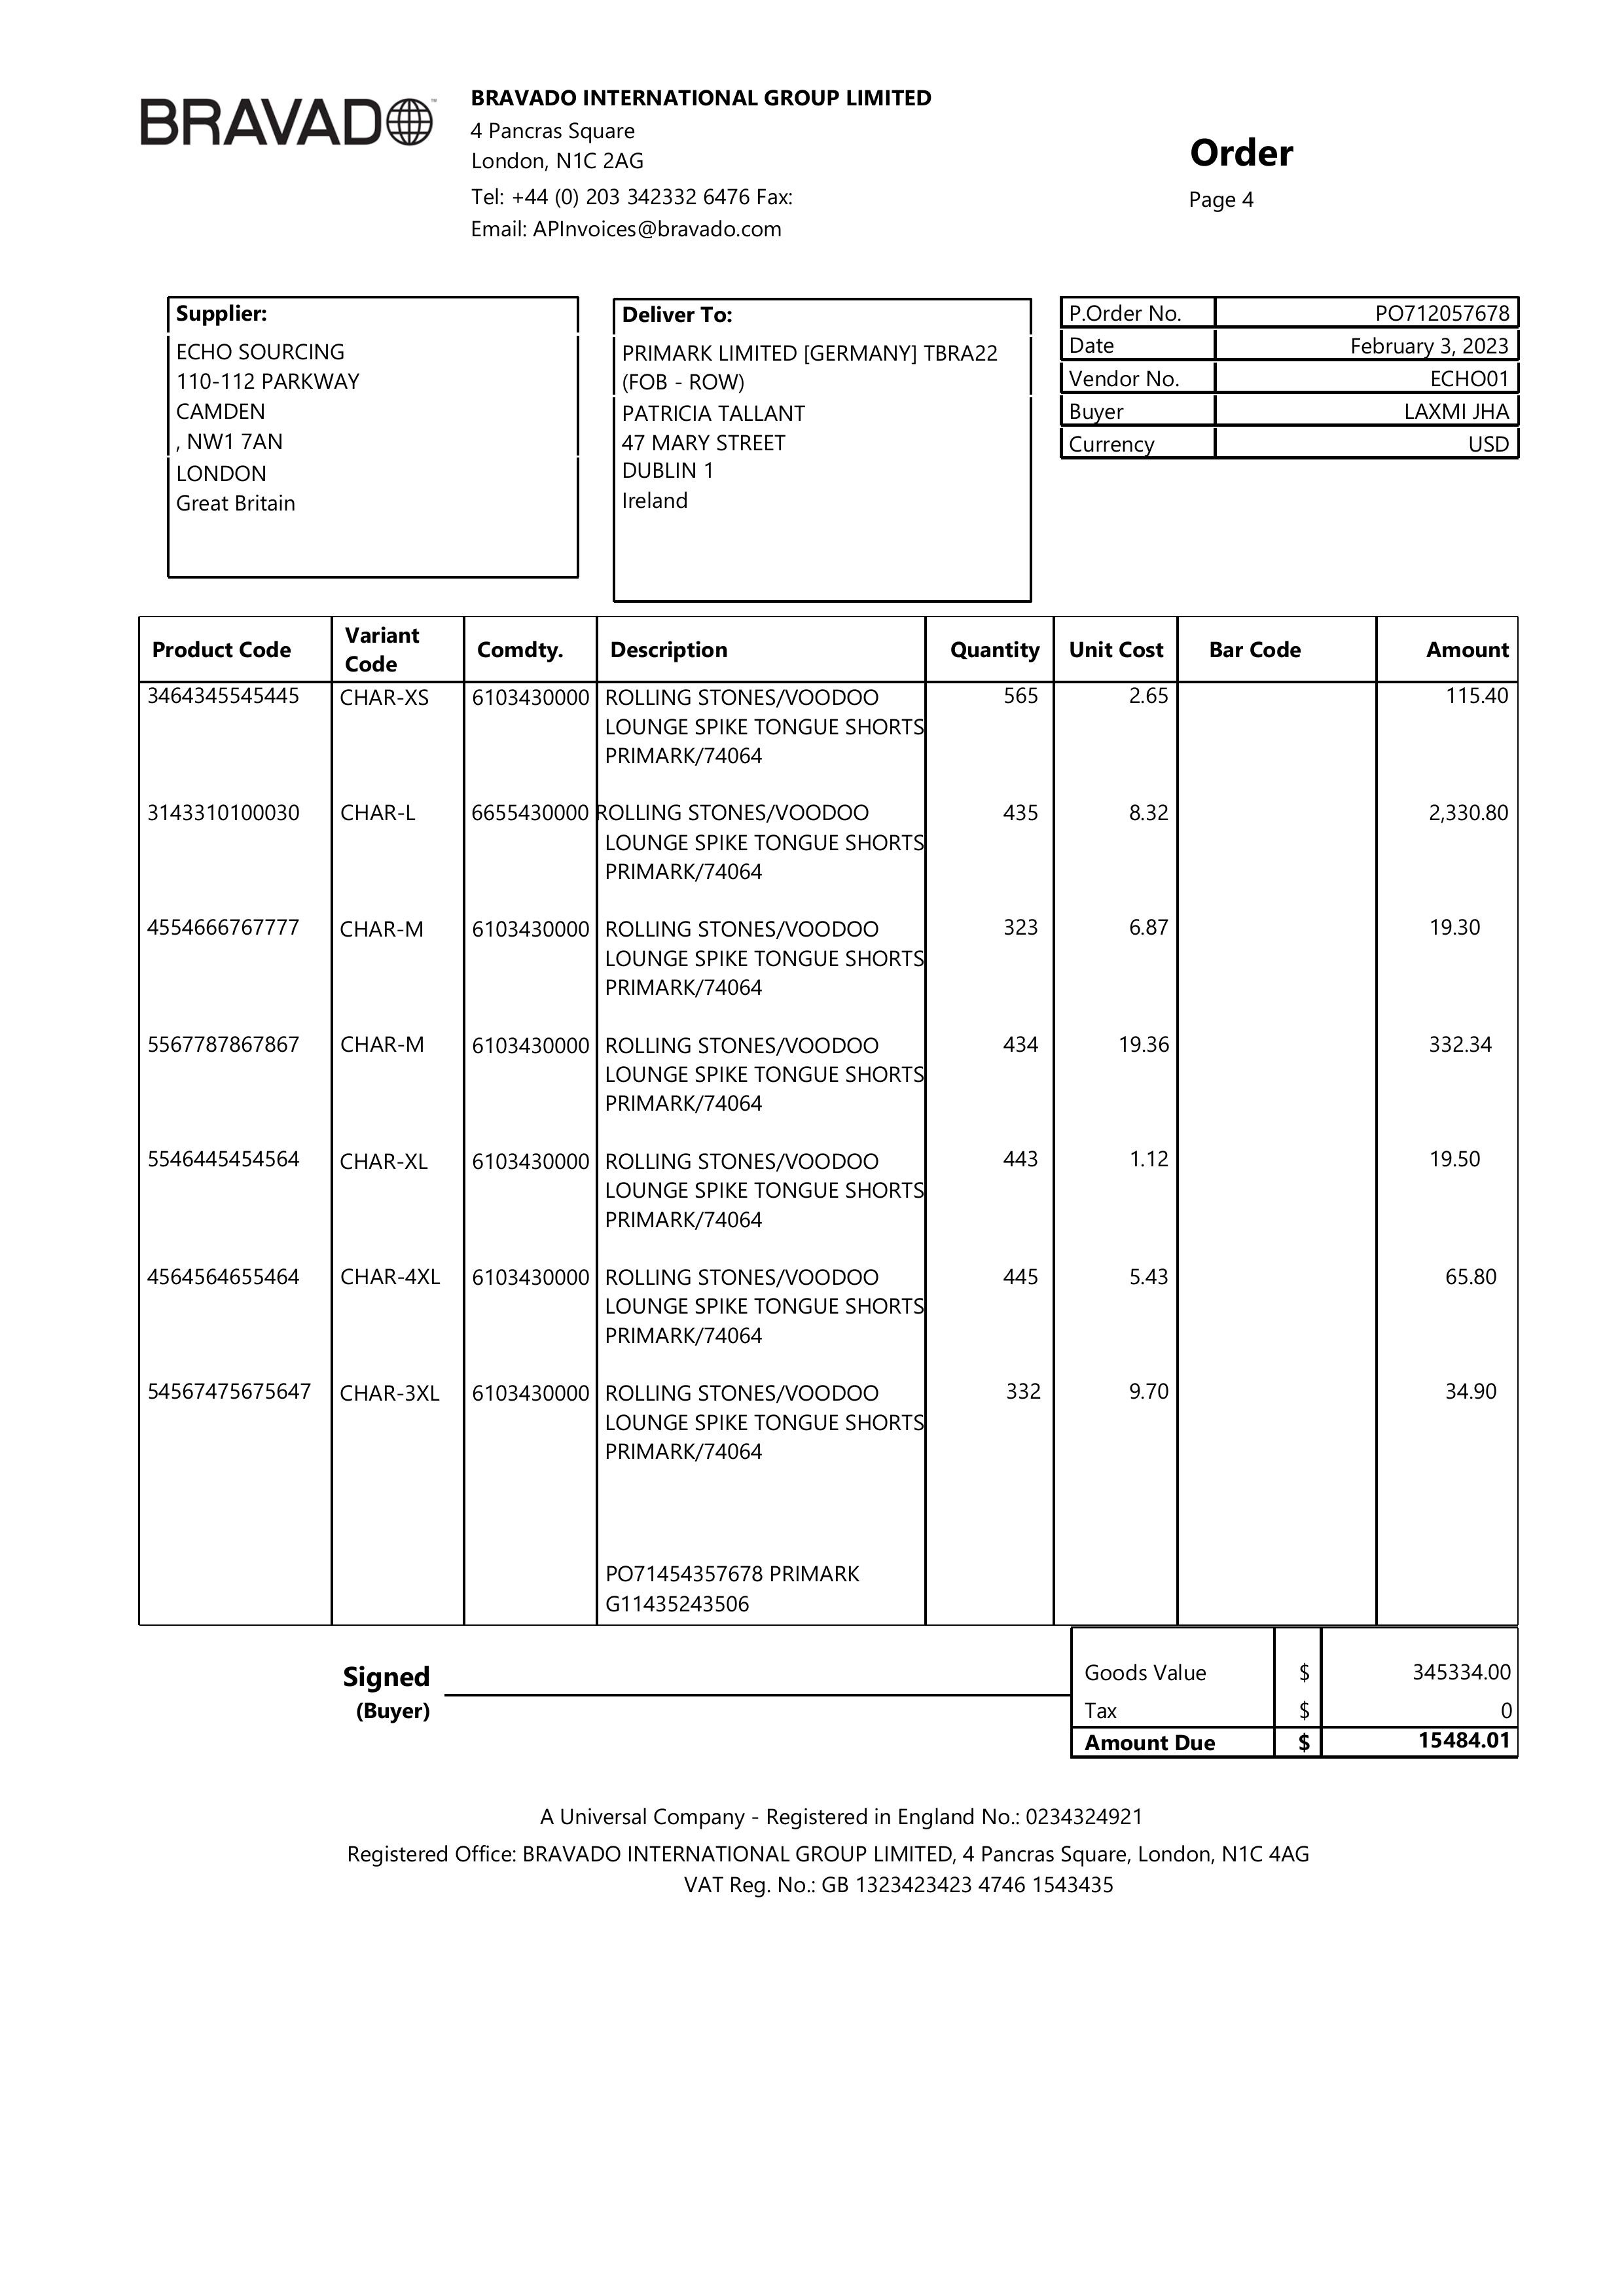 BRAVADO
BRAVADO INTERNATIONAL GROUP LIMITED
4 Pancras Square
London, N1C 2AG
Tel: +44 (0) 203 342332 6476 Fax:
Email: APInvoices@bravado.com
Order
Page 4
Supplier:
ECHO SOURCING
110-112 PARKWAY
CAMDEN
, NW1 7AN
LONDON
Great Britain
Deliver To:
PRIMARK LIMITED [GERMANY] TBRA22
(FOB - ROW)
PATRICIA TALLANT
47 MARY STREET
DUBLIN 1
Ireland
P.Order No. PO712057678
Date February 3, 2023
Vendor No. ECHO01
Buyer LAXMI JHA
Currency USD
Product Code Variant Code Comdty. Description Quantity Unit Cost Bar Code Amount
3464345545445 CHAR-XS 6103430000 ROLLING STONES/VOODOO 565 2.65 115.40
LOUNGE SPIKE TONGUE SHORTS
PRIMARK/74064
3143310100030 CHAR-L 6655430000 ROLLING STONES/VOODOO 435 8.32 2,330.80
LOUNGE SPIKE TONGUE SHORTS
PRIMARK/74064
4554666767777 CHAR-M 6103430000 ROLLING STONES/VOODOO 323 6.87 19.30
LOUNGE SPIKE TONGUE SHORTS
PRIMARK/74064
5567787867867 CHAR-M 6103430000 ROLLING STONES/VOODOO 434 19.36 332.34
LOUNGE SPIKE TONGUE SHORTS
PRIMARK/74064
5546445454564 CHAR-XL 6103430000 ROLLING STONES/VOODOO 443 1.12 19.50
LOUNGE SPIKE TONGUE SHORTS
PRIMARK/74064
4564564655464 CHAR-4XL 6103430000 ROLLING STONES/VOODOO 445 5.43 65.80
LOUNGE SPIKE TONGUE SHORTS
PRIMARK/74064
54567475675647 CHAR-3XL 6103430000 ROLLING STONES/VOODOO 332 9.70 34.90
LOUNGE SPIKE TONGUE SHORTS
PRIMARK/74064
PO71454357678 PRIMARK
G11435243506
Signed
(Buyer)
Goods Value $ 345334.00
Tax $ 0
Amount Due $ 15484.01
A Universal Company - Registered in England No.: 0234324921
Registered Office: BRAVADO INTERNATIONAL GROUP LIMITED, 4 Pancras Square, London, N1C 4AG
VAT Reg. No.: GB 1323423423 4746 1543435